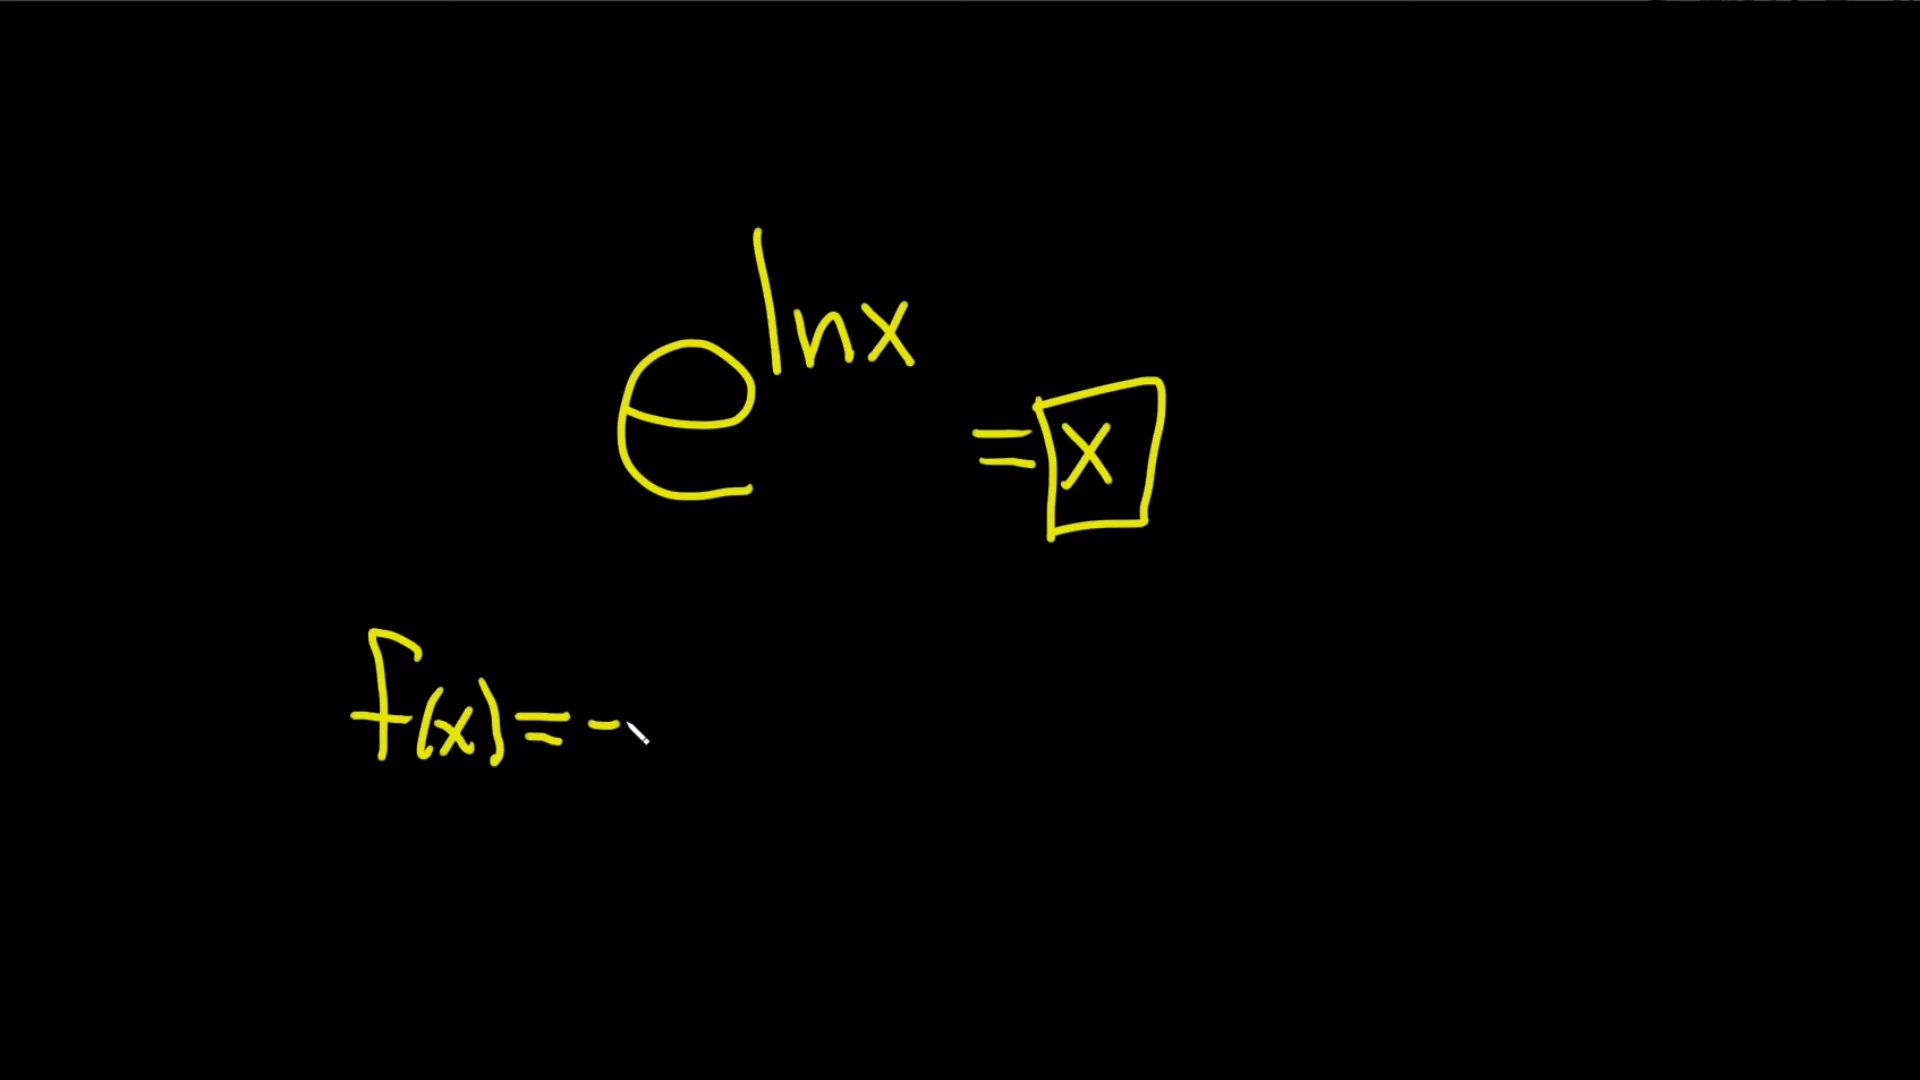 e^lnx = x
f(x) = -